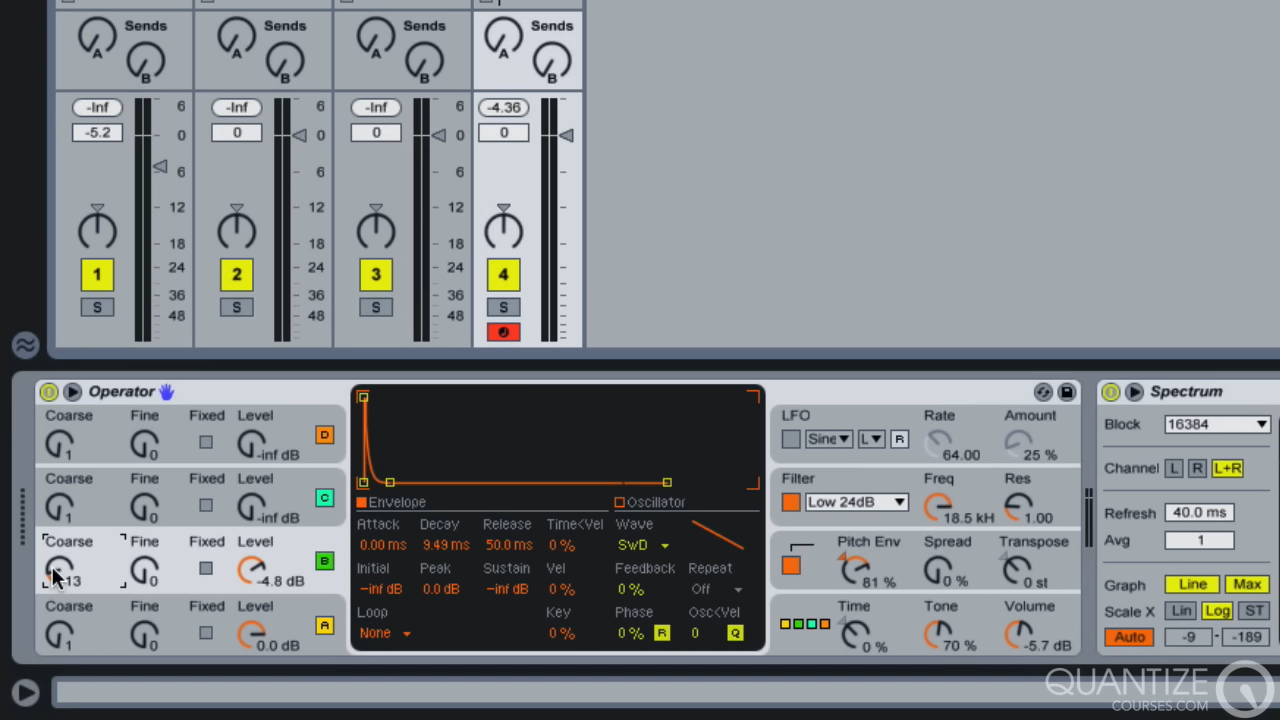 Sends Sends Sends Sends
A A A A
B B B B
-Inf 6 -Inf 6 -Inf 6 -4.36
-5.2 0 0 0 0 0 0
6 6 6
12 12 12
18 18 18
1 24 2 24 3 24 4
36 36 36
S 48 S 48 S 48 S
Operator
Coarse Fine Fixed Level
1 0 -inf dB D
Coarse Fine Fixed Level
1 0 -inf dB C
Coarse Fine Fixed Level
13 0 -4.8 dB B
Coarse Fine Fixed Level
1 0 0.0 dB A
Envelope Oscillator
Attack Decay Release Time<Vel Wave
0.00 ms 9.49 ms 50.0 ms 0 % SwD
Initial Peak Sustain Vel Feedback Repeat
-inf dB 0.0 dB -inf dB 0 % 0 % Off
Loop Key Phase Osc<Vel
None 0 % 0 % R 0 Q
LFO Rate Amount
Sine L R 64.00 25 %
Filter Freq Res
Low 24dB 18.5 kH 1.00
Pitch Env Spread Transpose
81 % 0 % 0 st
Time Tone Volume
0 % 70 % -5.7 dB
Spectrum
Block 16384
Channel L R L+R
Refresh 40.0 ms
Avg 1
Graph Line Max
Scale X Lin Log ST
Auto -9 - -189
QUANTIZE
COURSES.COM